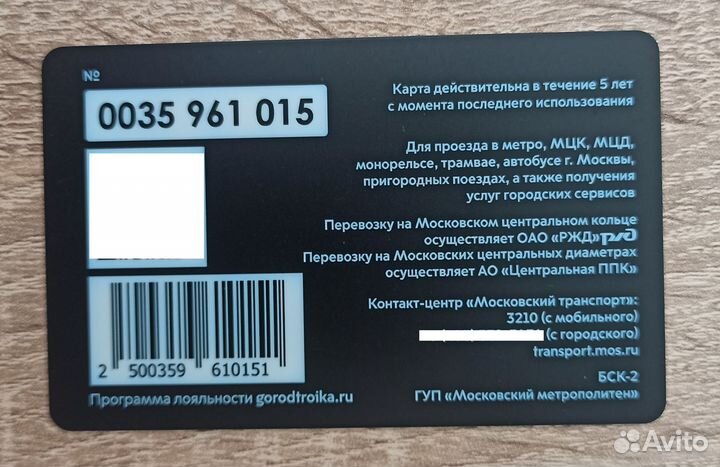 №
0035 961 015
Карта действительна в течение 5 лет
с момента последнего использования
Для проезда в метро, МЦК, МЦД,
монорельсе, трамвае, автобусе г. Москвы,
пригородных поездах, а также получения
услуг городских сервисов
Перевозку на Московском центральном кольце
осуществляет ОАО «РЖД» РЖД
Перевозку на Московских центральных диаметрах
осуществляет АО «Центральная ППК»
Контакт-центр «Московский транспорт»:
3210 (с мобильного)
(с городского)
transport.mos.ru
БСК-2
ГУП «Московский метрополитен»
2 500359 610151
Программа лояльности gorodtroika.ru
Avito